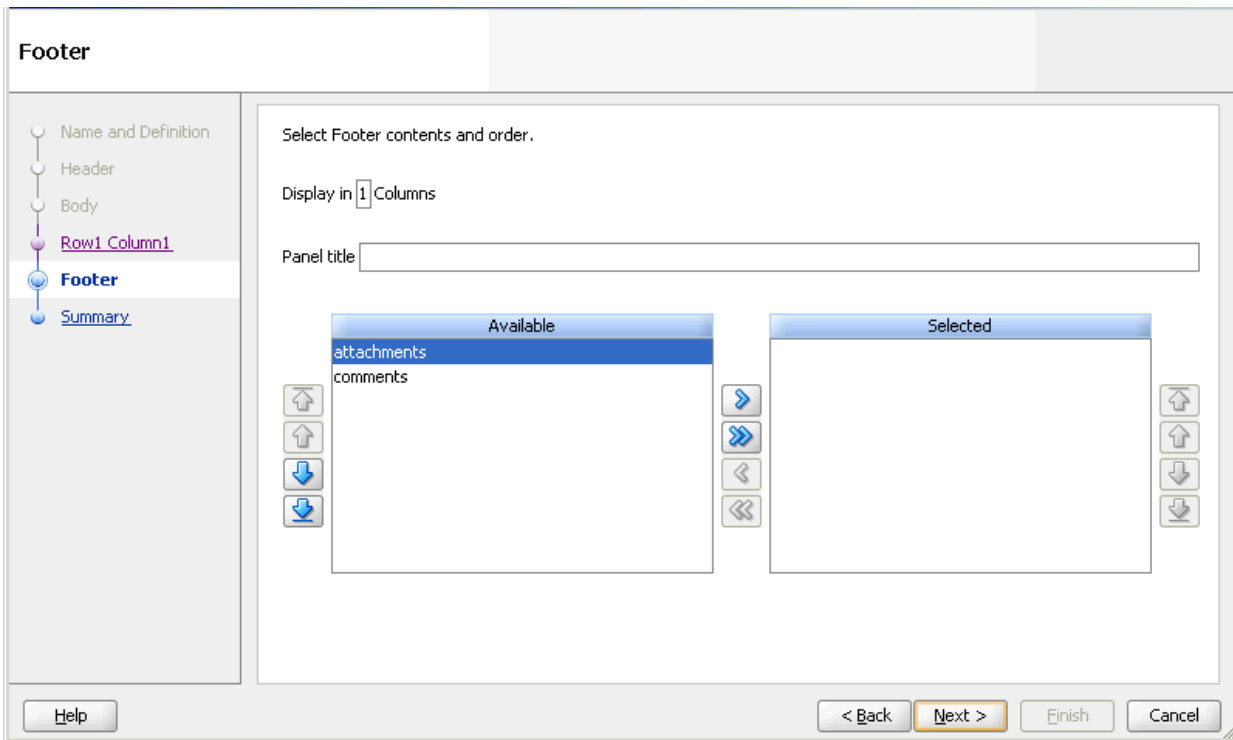 Footer
Name and Definition
Header
Body
Row1 Column1
Footer
Summary
Select Footer contents and order.
Display in 1 Columns
Panel title
Available
attachments
comments
Selected
Help
< Back
Next >
Finish
Cancel